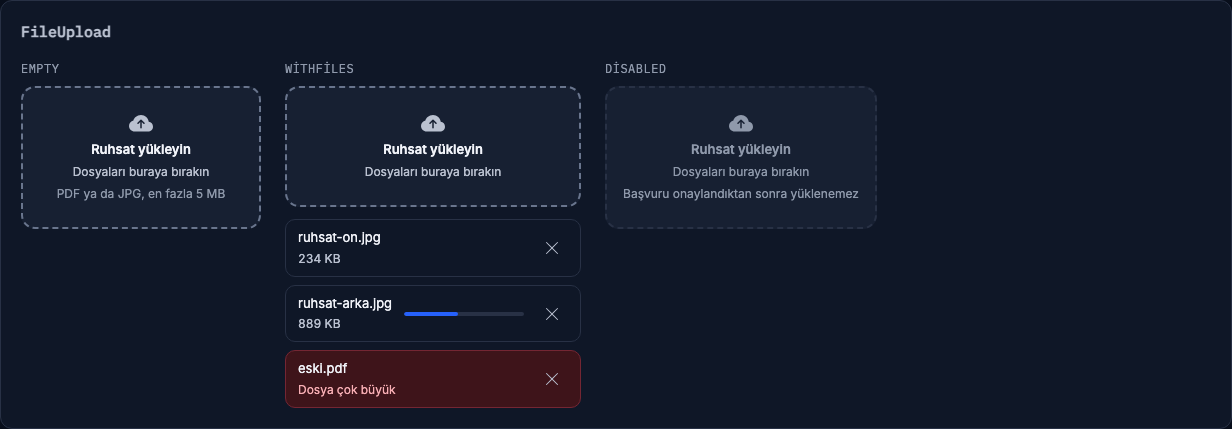 FileUpload
EMPTY
Ruhsat yükleyin
Dosyaları buraya bırakın
PDF ya da JPG, en fazla 5 MB
WİTHFİLES
Ruhsat yükleyin
Dosyaları buraya bırakın
ruhsat-on.jpg
234 KB
ruhsat-arka.jpg
889 KB
eski.pdf
Dosya çok büyük
DİSABLED
Ruhsat yükleyin
Dosyaları buraya bırakın
Başvuru onaylandıktan sonra yüklenemez